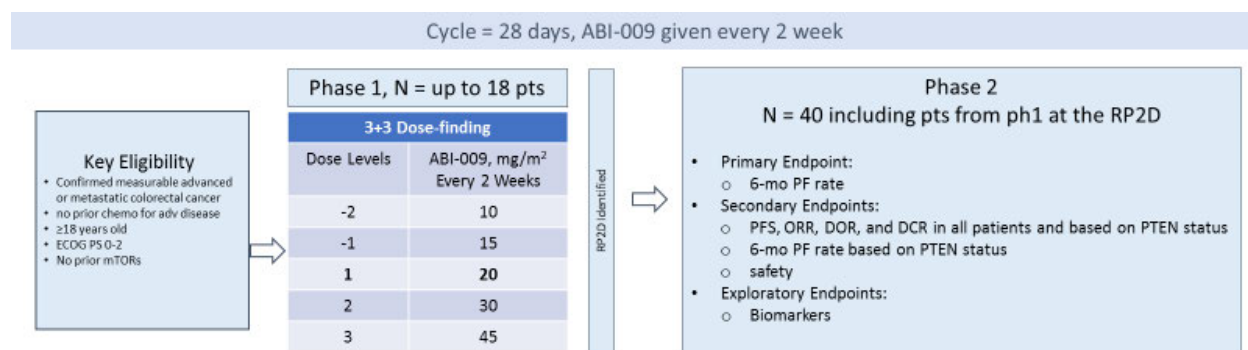 Cycle = 28 days, ABI-009 given every 2 week
Key Eligibility
• Confirmed measurable advanced
or metastatic colorectal cancer
• no prior chemo for adv disease
• ≥18 years old
• ECOG PS 0-2
• No prior mTORs
Phase 1, N = up to 18 pts
3+3 Dose-finding
Dose Levels ABI-009, mg/m²
Every 2 Weeks
-2 10
-1 15
1 20
2 30
3 45
RP2D Identified
Phase 2
N = 40 including pts from ph1 at the RP2D
• Primary Endpoint:
o 6-mo PF rate
• Secondary Endpoints:
o PFS, ORR, DOR, and DCR in all patients and based on PTEN status
o 6-mo PF rate based on PTEN status
o safety
• Exploratory Endpoints:
o Biomarkers